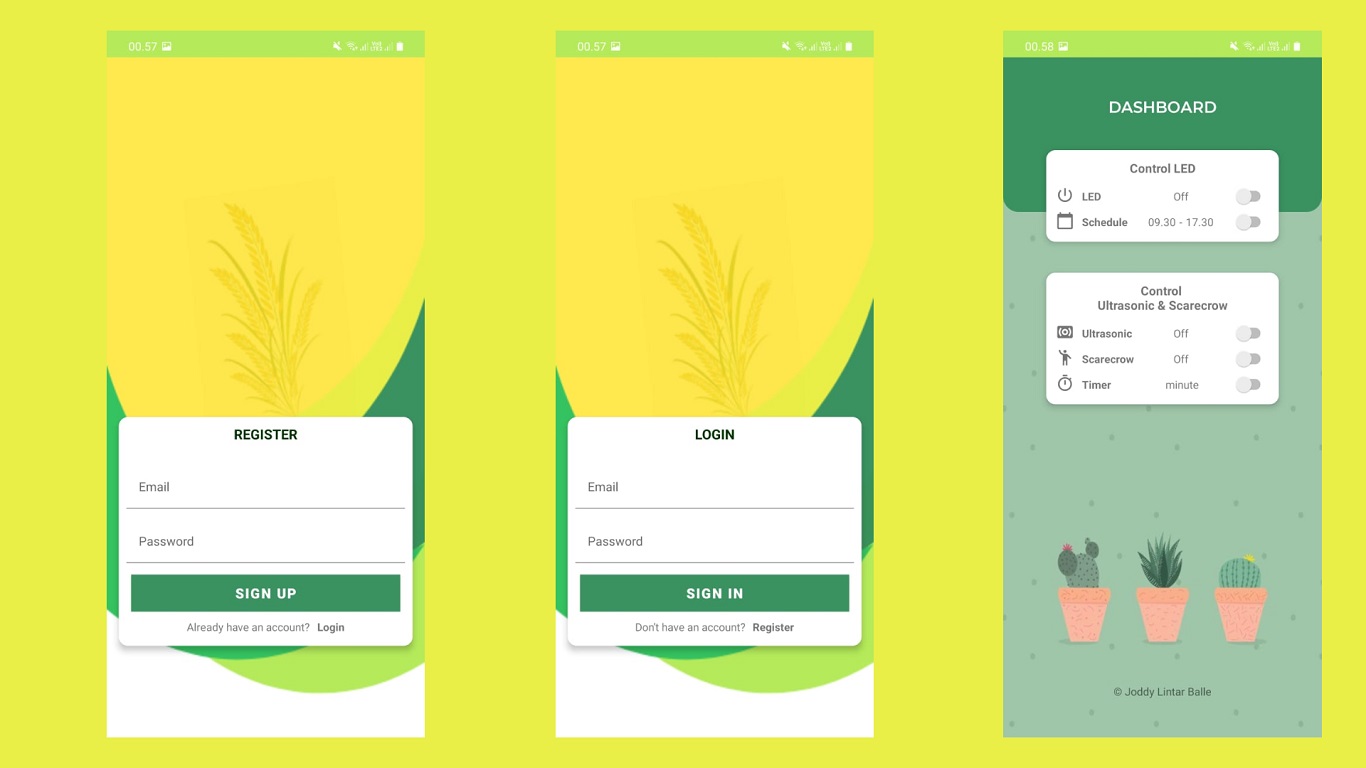 00.57
REGISTER
Email
Password
SIGN UP
Already have an account? Login
00.57
LOGIN
Email
Password
SIGN IN
Don't have an account? Register
00.58
DASHBOARD
Control LED
LED Off
Schedule 09.30 - 17.30
Control
Ultrasonic & Scarecrow
Ultrasonic Off
Scarecrow Off
Timer minute
© Joddy Lintar Balle